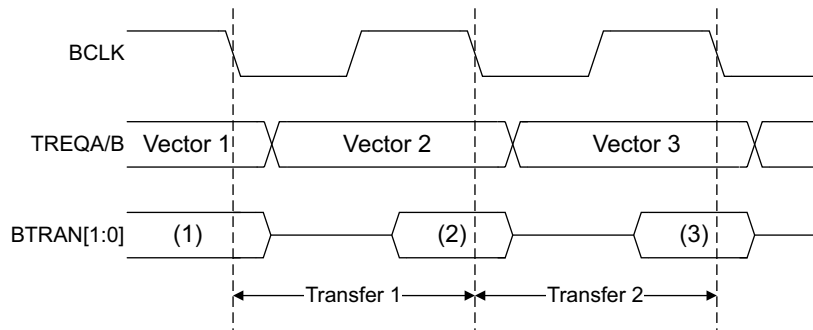 BCLK
TREQA/B Vector 1 Vector 2 Vector 3
BTRAN[1:0] (1) (2) (3)
Transfer 1 Transfer 2